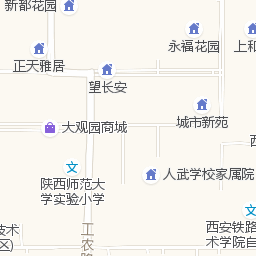 新都花园
永福花园
上和
正天雅居
望长安
城市新苑
大观园商城
西
人武学校家属院
陕西师范大
学实验小学
西安铁路
技术
工农路
术学院自
区)